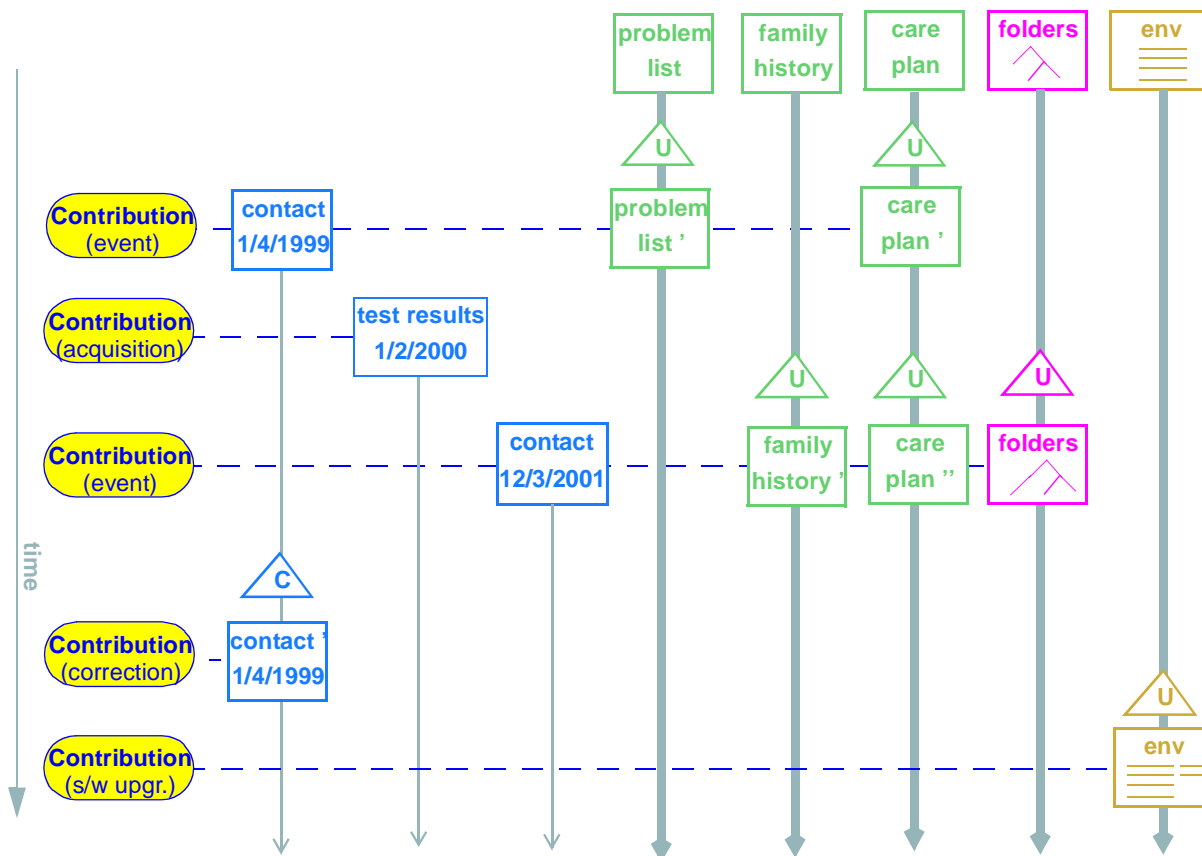 problem
list
family
history
care
plan
folders
env
U
U
Contribution
(event)
contact
1/4/1999
problem
list ’
care
plan ’
Contribution
(acquisition)
test results
1/2/2000
U
U
U
Contribution
(event)
contact
12/3/2001
family
history ’
care
plan ’’
folders
time
C
Contribution
(correction)
contact ’
1/4/1999
U
Contribution
(s/w upgr.)
env